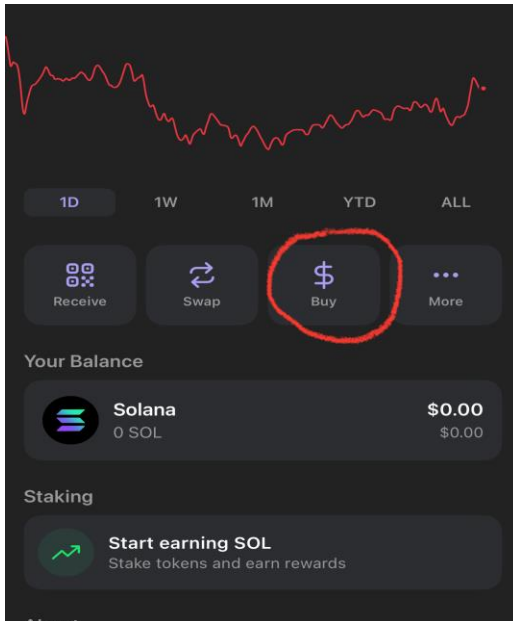 1D 1W 1M YTD ALL
Receive Swap $ Buy More
Your Balance
Solana $0.00
0 SOL $0.00
Staking
Start earning SOL
Stake tokens and earn rewards